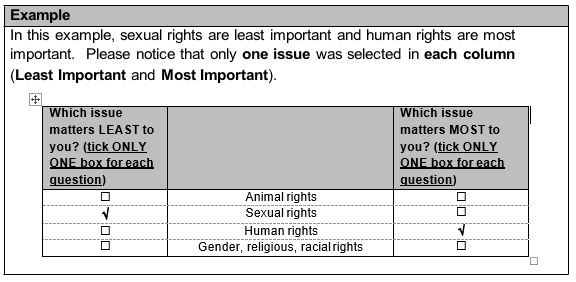 Example
In this example, sexual rights are least important and human rights are most
important. Please notice that only one issue was selected in each column
(Least Important and Most Important).
Which issue
matters LEAST to
you? (tick ONLY
ONE box for each
question)
Which issue
matters MOST to
you? (tick ONLY
ONE box for each
question)
☐ Animal rights ☐
√ Sexual rights ☐
☐ Human rights √
☐ Gender, religious, racial rights ☐